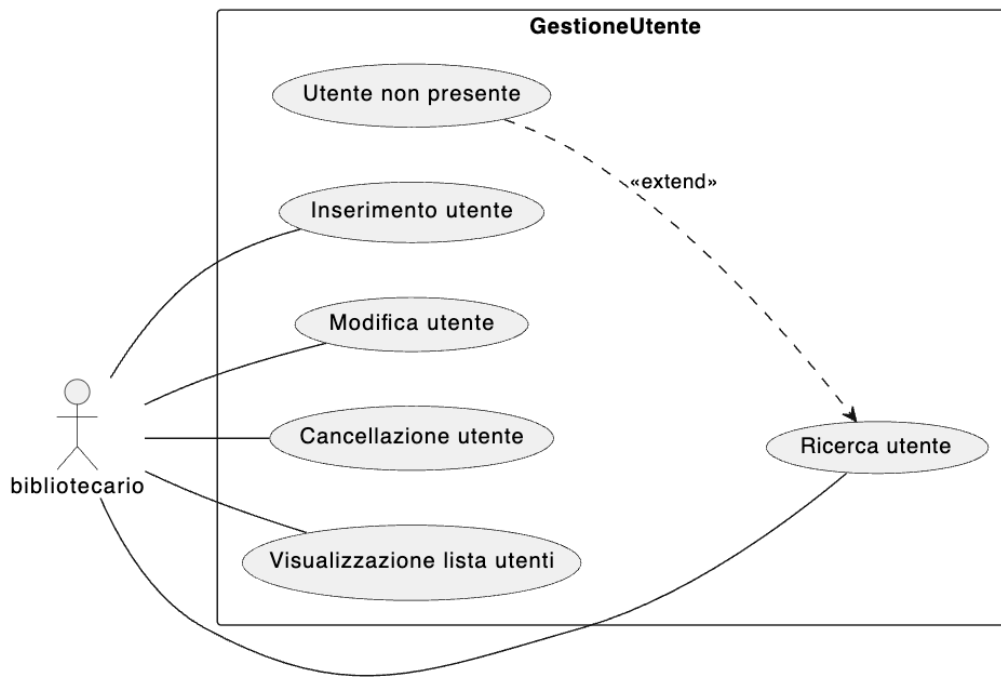 GestioneUtente
Utente non presente
«extend»
Inserimento utente
Modifica utente
Cancellazione utente
Ricerca utente
bibliotecario
Visualizzazione lista utenti